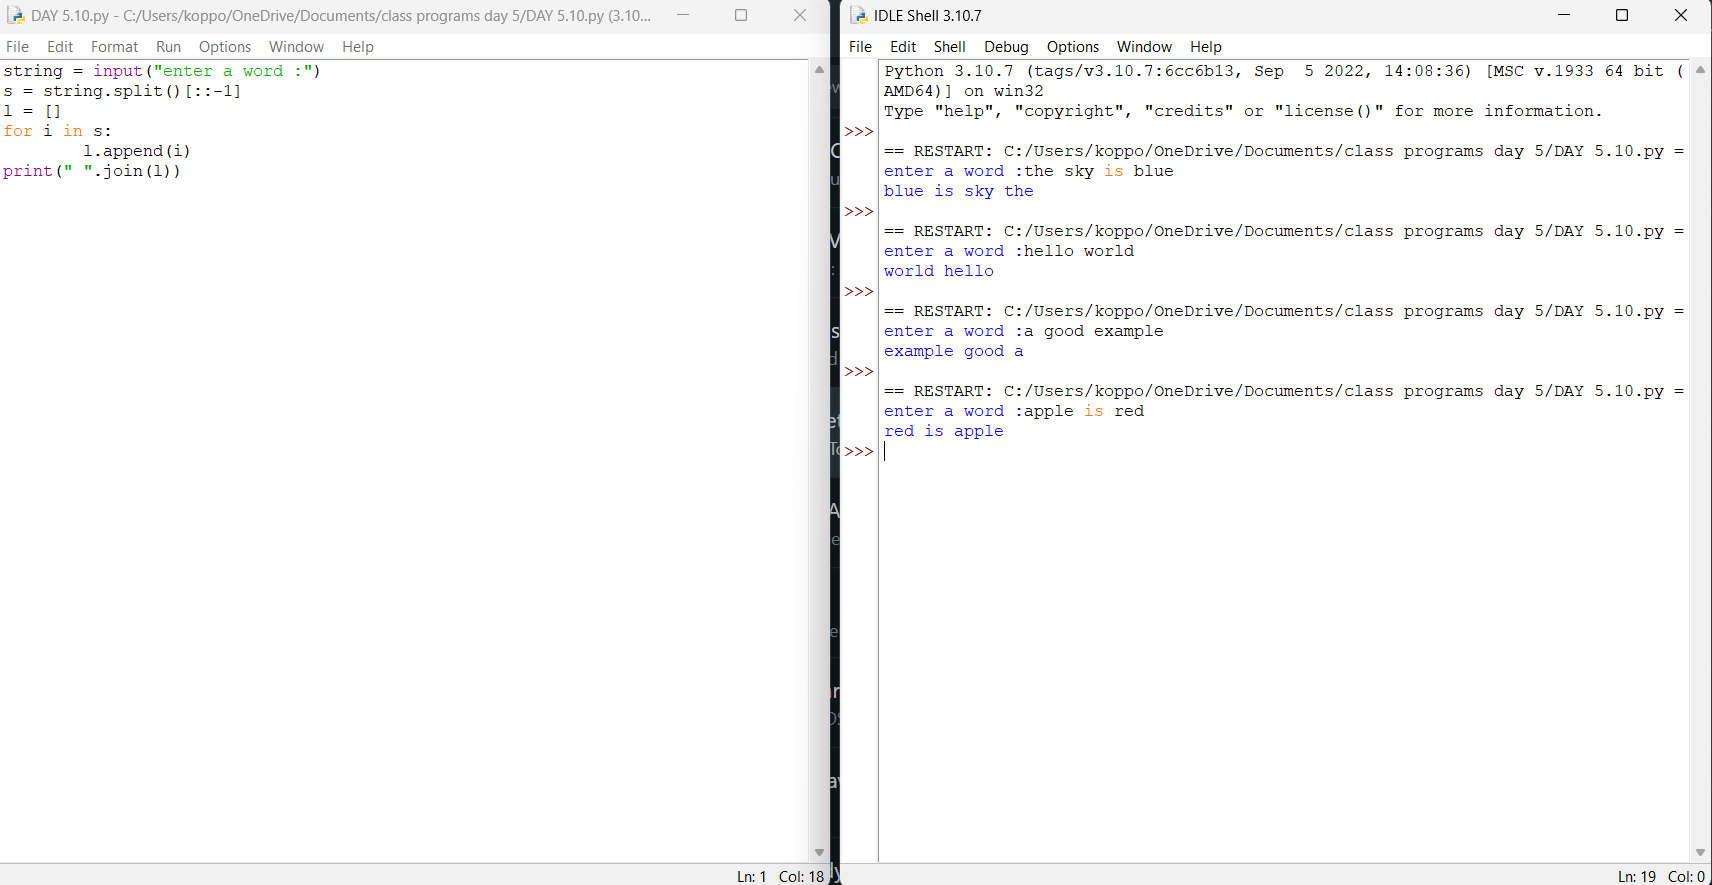 DAY 5.10.py - C:/Users/koppo/OneDrive/Documents/class programs day 5/DAY 5.10.py (3.10...
File Edit Format Run Options Window Help
string = input("enter a word :")
s = string.split()[::-1]
l = []
for i in s:
        l.append(i)
print(" ".join(l))
Ln: 1 Col: 18
IDLE Shell 3.10.7
File Edit Shell Debug Options Window Help
Python 3.10.7 (tags/v3.10.7:6cc6b13, Sep  5 2022, 14:08:36) [MSC v.1933 64 bit (
AMD64)] on win32
Type "help", "copyright", "credits" or "license()" for more information.
>>>
== RESTART: C:/Users/koppo/OneDrive/Documents/class programs day 5/DAY 5.10.py =
enter a word :the sky is blue
blue is sky the
>>>
== RESTART: C:/Users/koppo/OneDrive/Documents/class programs day 5/DAY 5.10.py =
enter a word :hello world
world hello
>>>
== RESTART: C:/Users/koppo/OneDrive/Documents/class programs day 5/DAY 5.10.py =
enter a word :a good example
example good a
>>>
== RESTART: C:/Users/koppo/OneDrive/Documents/class programs day 5/DAY 5.10.py =
enter a word :apple is red
red is apple
>>>
Ln: 19 Col: 0